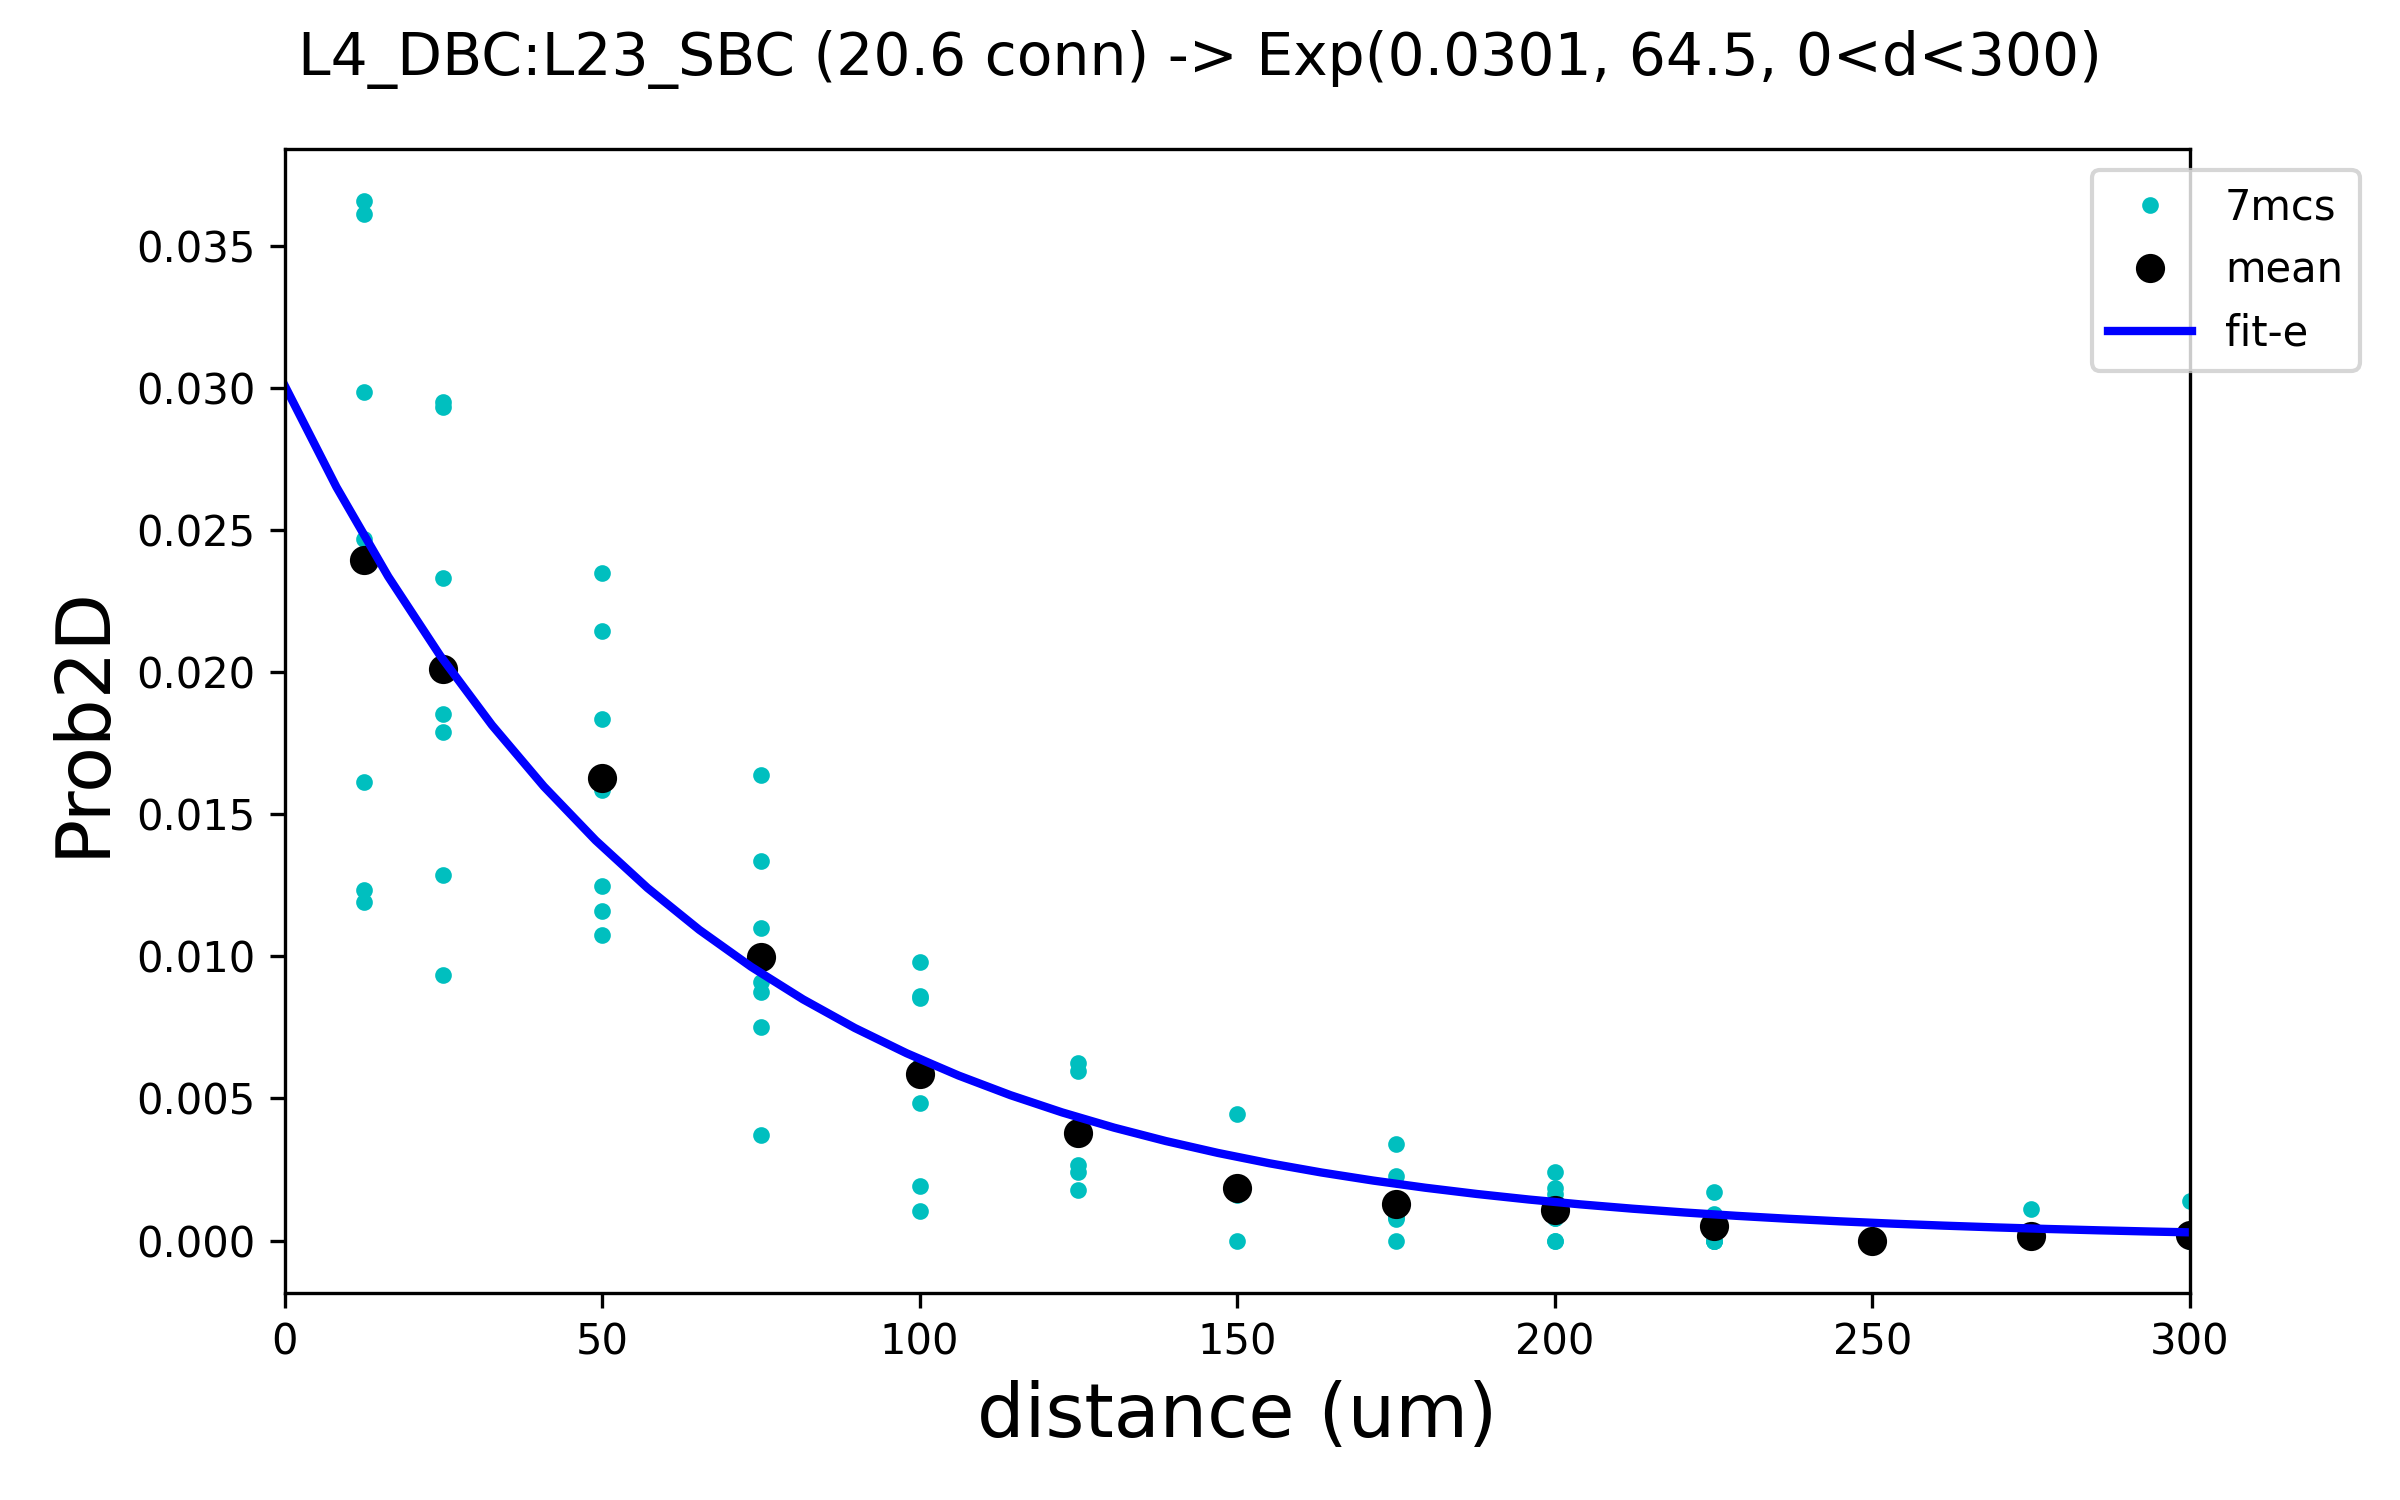 L4_DBC:L23_SBC (20.6 conn) -> Exp(0.0301, 64.5, 0<d<300)
7mcs
mean
fit-e
Prob2D
0.035
0.030
0.025
0.020
0.015
0.010
0.005
0.000
0 50 100 150 200 250 300
distance (um)